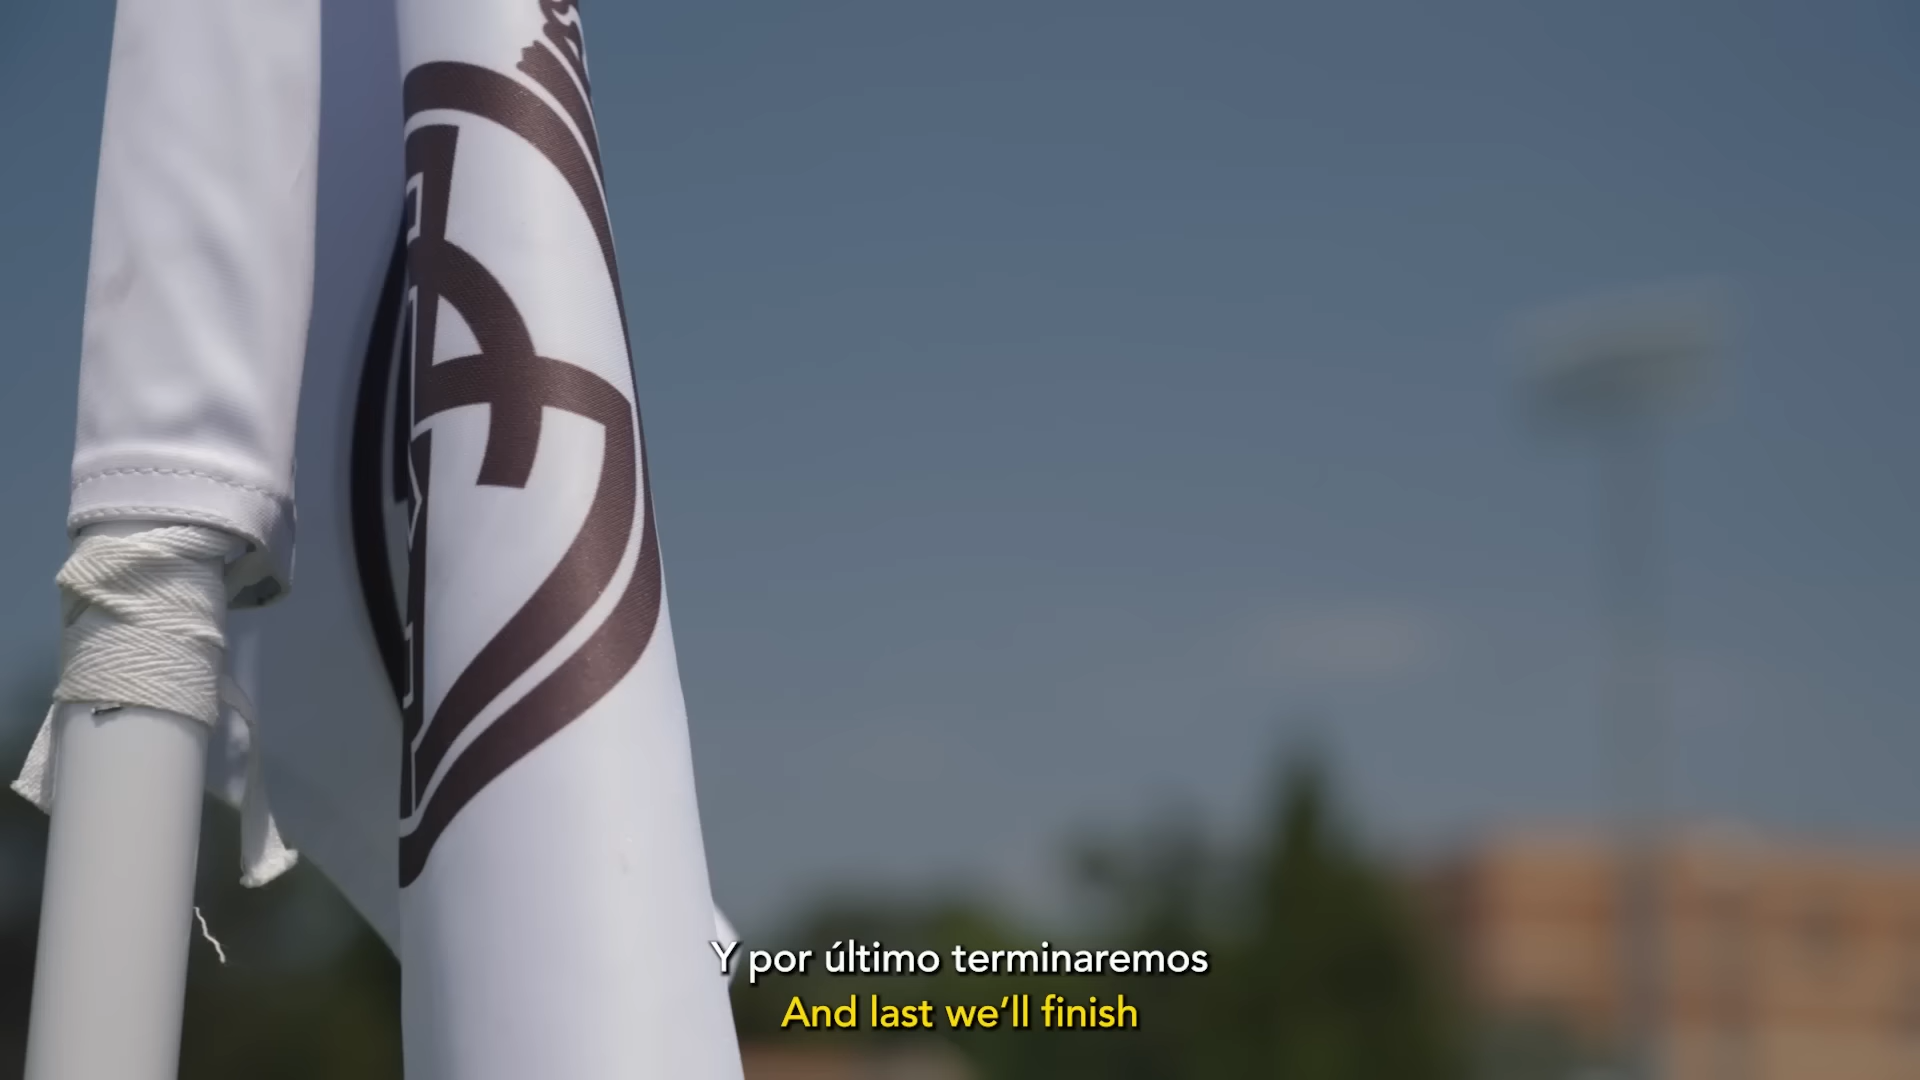 Y por último terminaremos
And last we’ll finish